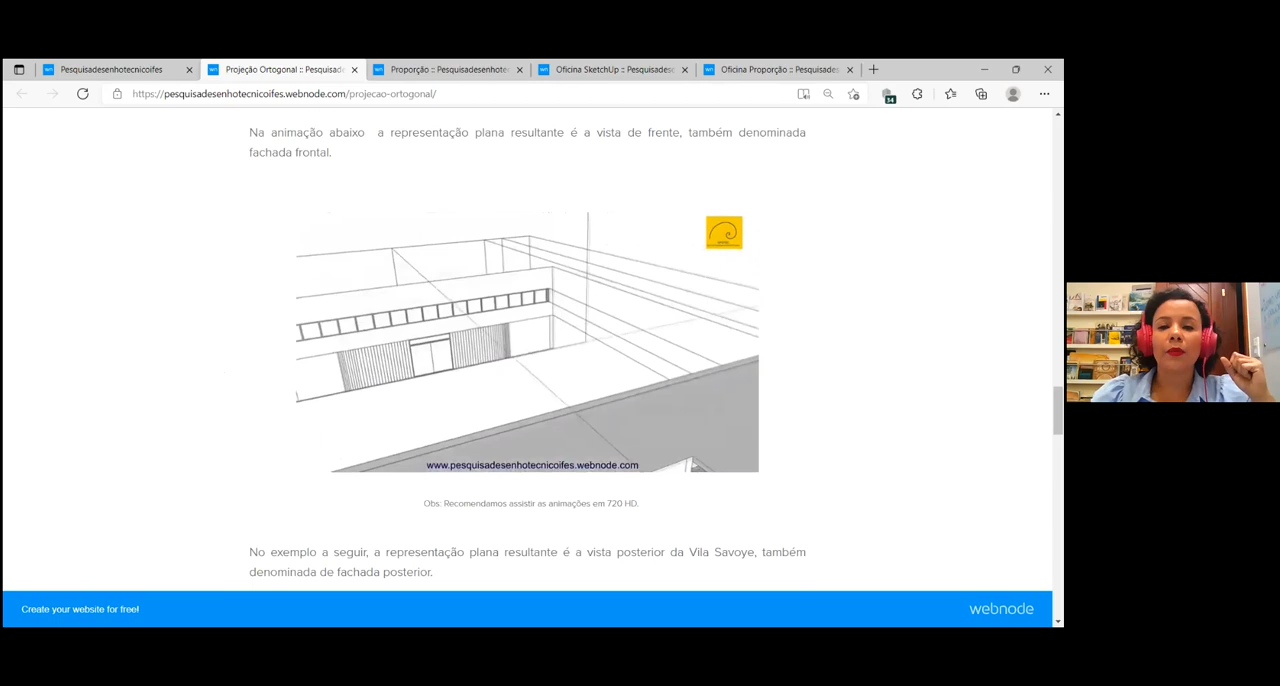 Pesquisadesenhotecnicoifes
Projeção Ortogonal :: Pesquisade
Proporção :: Pesquisadesenhote
Oficina SketchUp :: Pesquisadese
Oficina Proporção :: Pesquisades
https://pesquisadesenhotecnicoifes.webnode.com/projecao-ortogonal/
34
Na animação abaixo a representação plana resultante é a vista de frente, também denominada
fachada frontal.
www.pesquisadesenhotecnicoifes.webnode.com
Obs: Recomendamos assistir as animações em 720 HD.
No exemplo a seguir, a representação plana resultante é a vista posterior da Vila Savoye, também
denominada de fachada posterior.
Create your website for free!
webnode